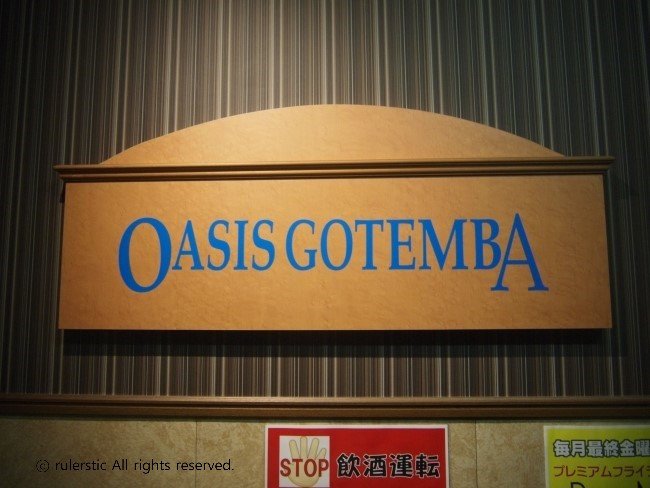 OASIS GOTEMBA
STOP 飲酒運転
毎月最終金曜
プレミアムフライデ
ⓒ rulerstic All rights reserved.